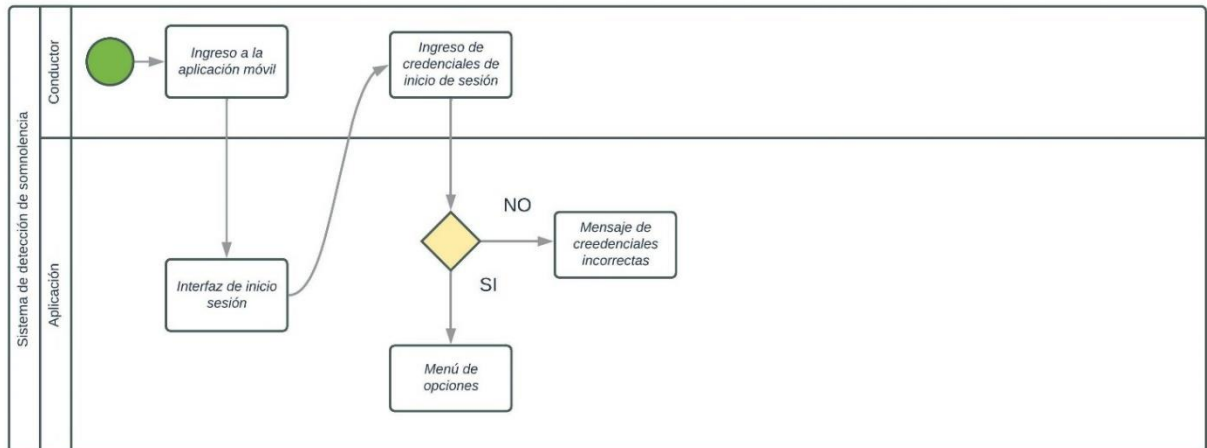 Sistema de detección de somnolencia
Conductor
Ingreso a la
aplicación móvil
Ingreso de
credenciales de
inicio de sesión
Aplicación
Interfaz de inicio
sesión
NO
Mensaje de
creedenciales
incorrectas
SI
Menú de
opciones